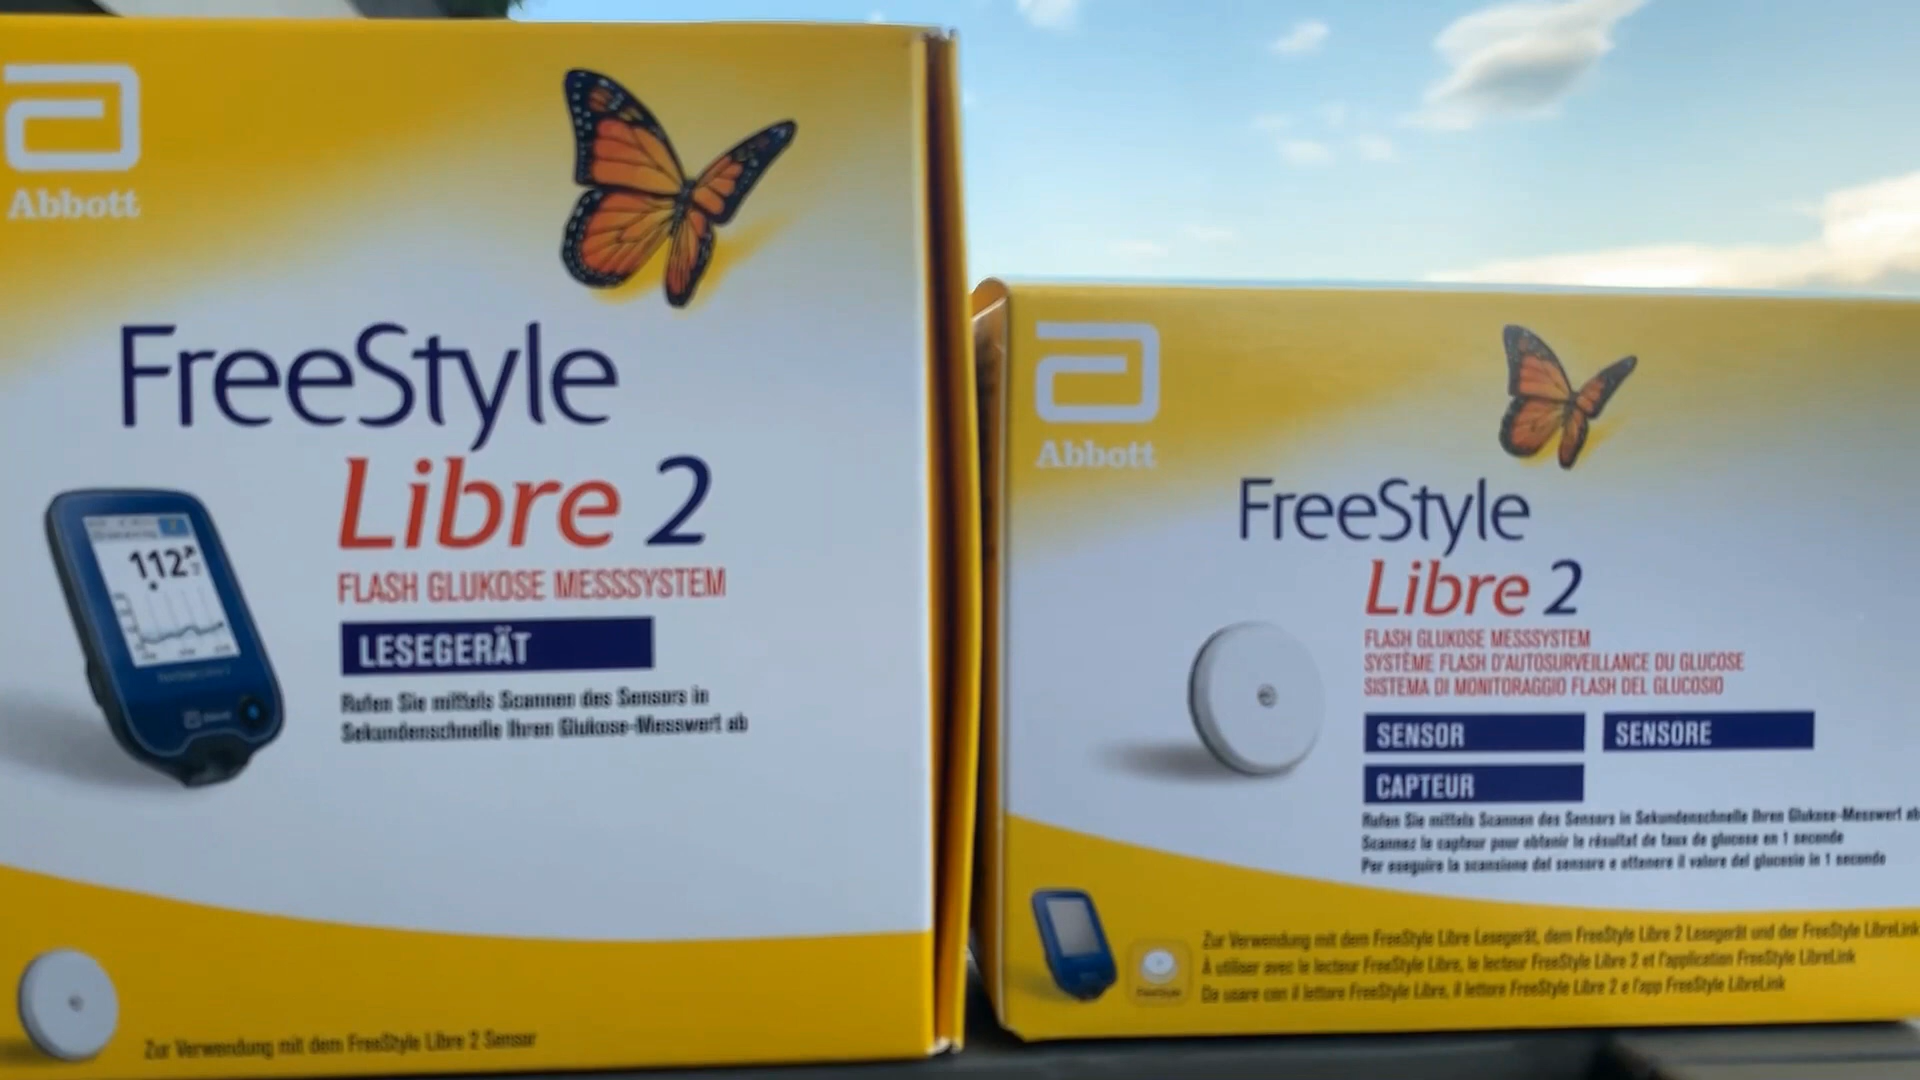 Abbott
FreeStyle
Libre 2
FLASH GLUKOSE MESSSYSTEM
LESEGERÄT
Rufen Sie mittels Scannen des Sensors in
Sekundenschnelle Ihren Glukose-Messwert ab
112
Zur Verwendung mit dem FreeStyle Libre 2 Sensor
Abbott
FreeStyle
Libre 2
FLASH GLUKOSE MESSSYSTEM
SYSTÈME FLASH D'AUTOSURVEILLANCE DU GLUCOSE
SISTEMA DI MONITORAGGIO FLASH DEL GLUCOSIO
SENSOR SENSORE
CAPTEUR
Rufen Sie mittels Scannen des Sensors in Sekundenschnelle Ihren Glukose-Messwert ab
Scannez le capteur pour obtenir le résultat de taux de glucose en 1 seconde
Per eseguire la scansione del sensore e ottenere il valore del glucosio in 1 secondo
Zur Verwendung mit dem FreeStyle Libre Lesegerät, dem FreeStyle Libre 2 Lesegerät und der FreeStyle LibreLink
À utiliser avec le lecteur FreeStyle Libre, le lecteur FreeStyle Libre 2 et l'application FreeStyle LibreLink
Da usare con il lettore FreeStyle Libre, il lettore FreeStyle Libre 2 e l'app FreeStyle LibreLink